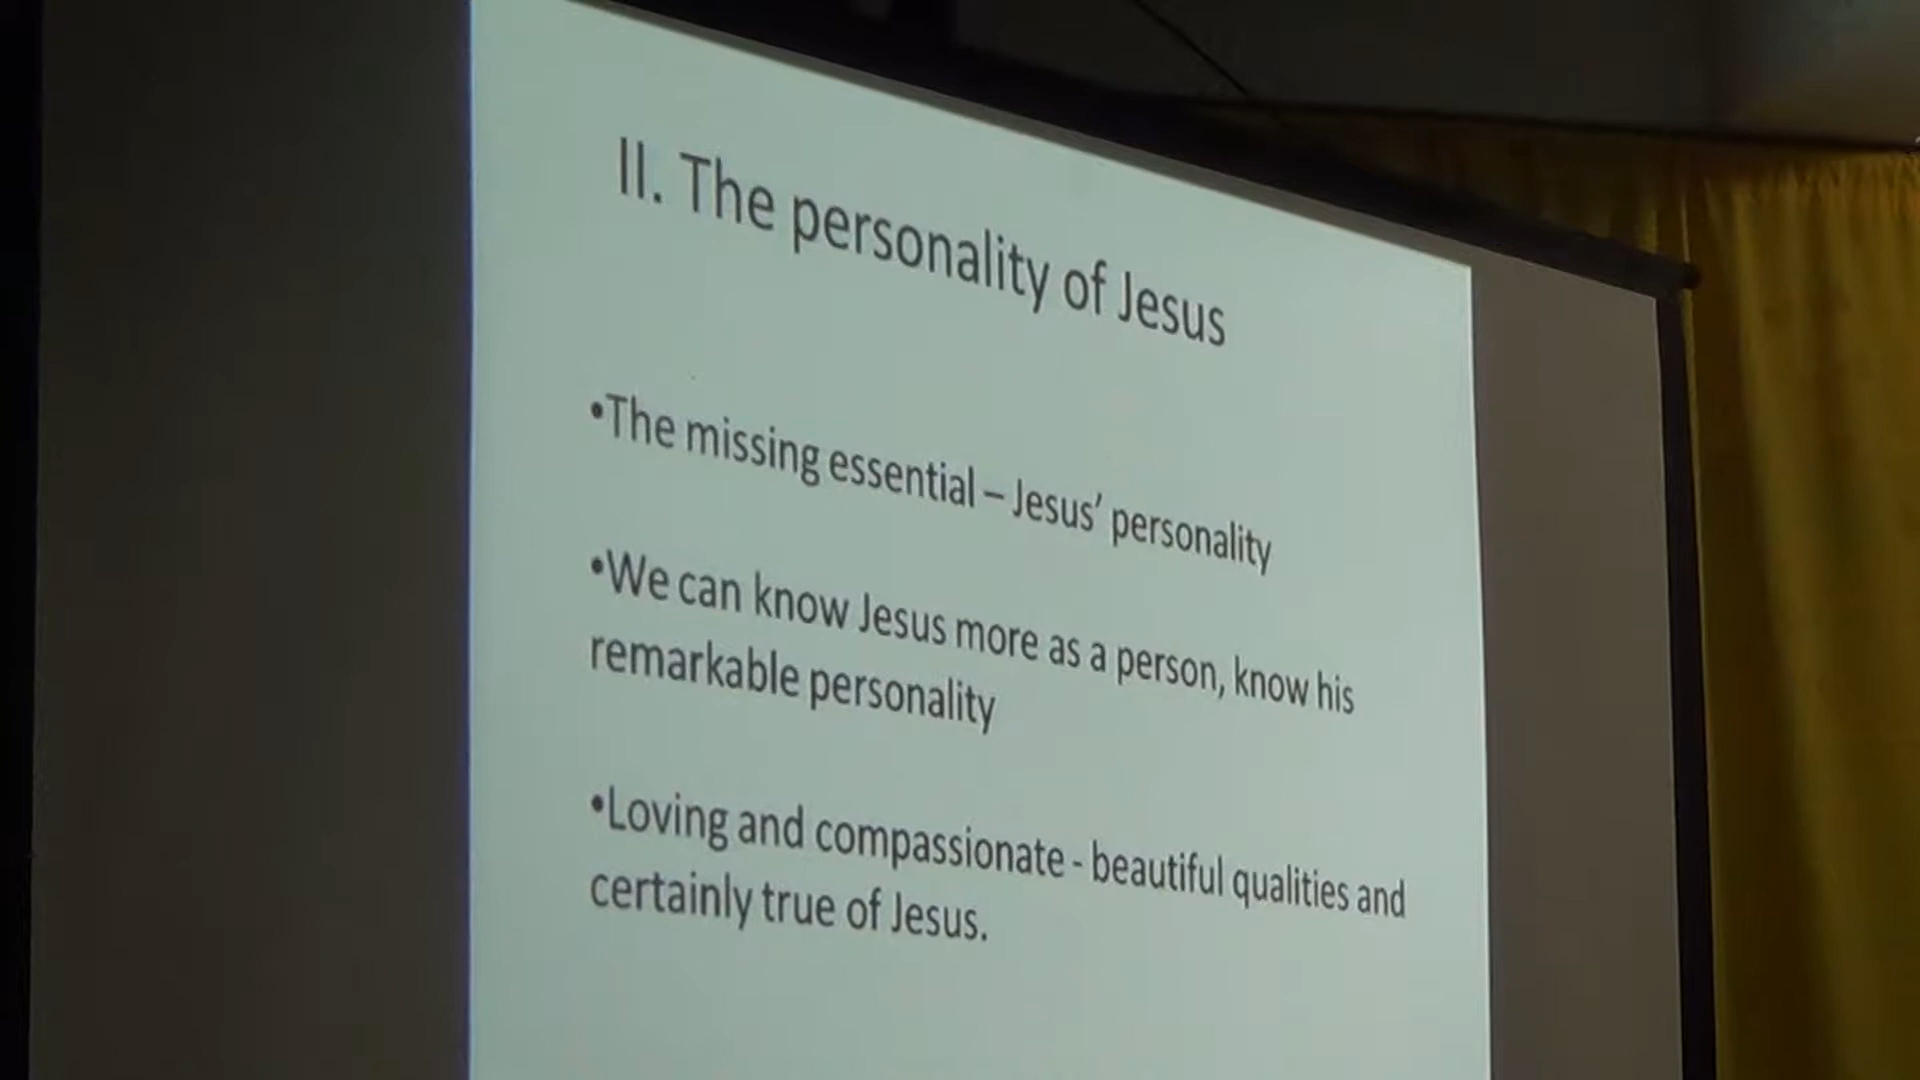 II. The personality of Jesus
•The missing essential – Jesus’ personality
•We can know Jesus more as a person, know his
remarkable personality
•Loving and compassionate - beautiful qualities and
certainly true of Jesus.